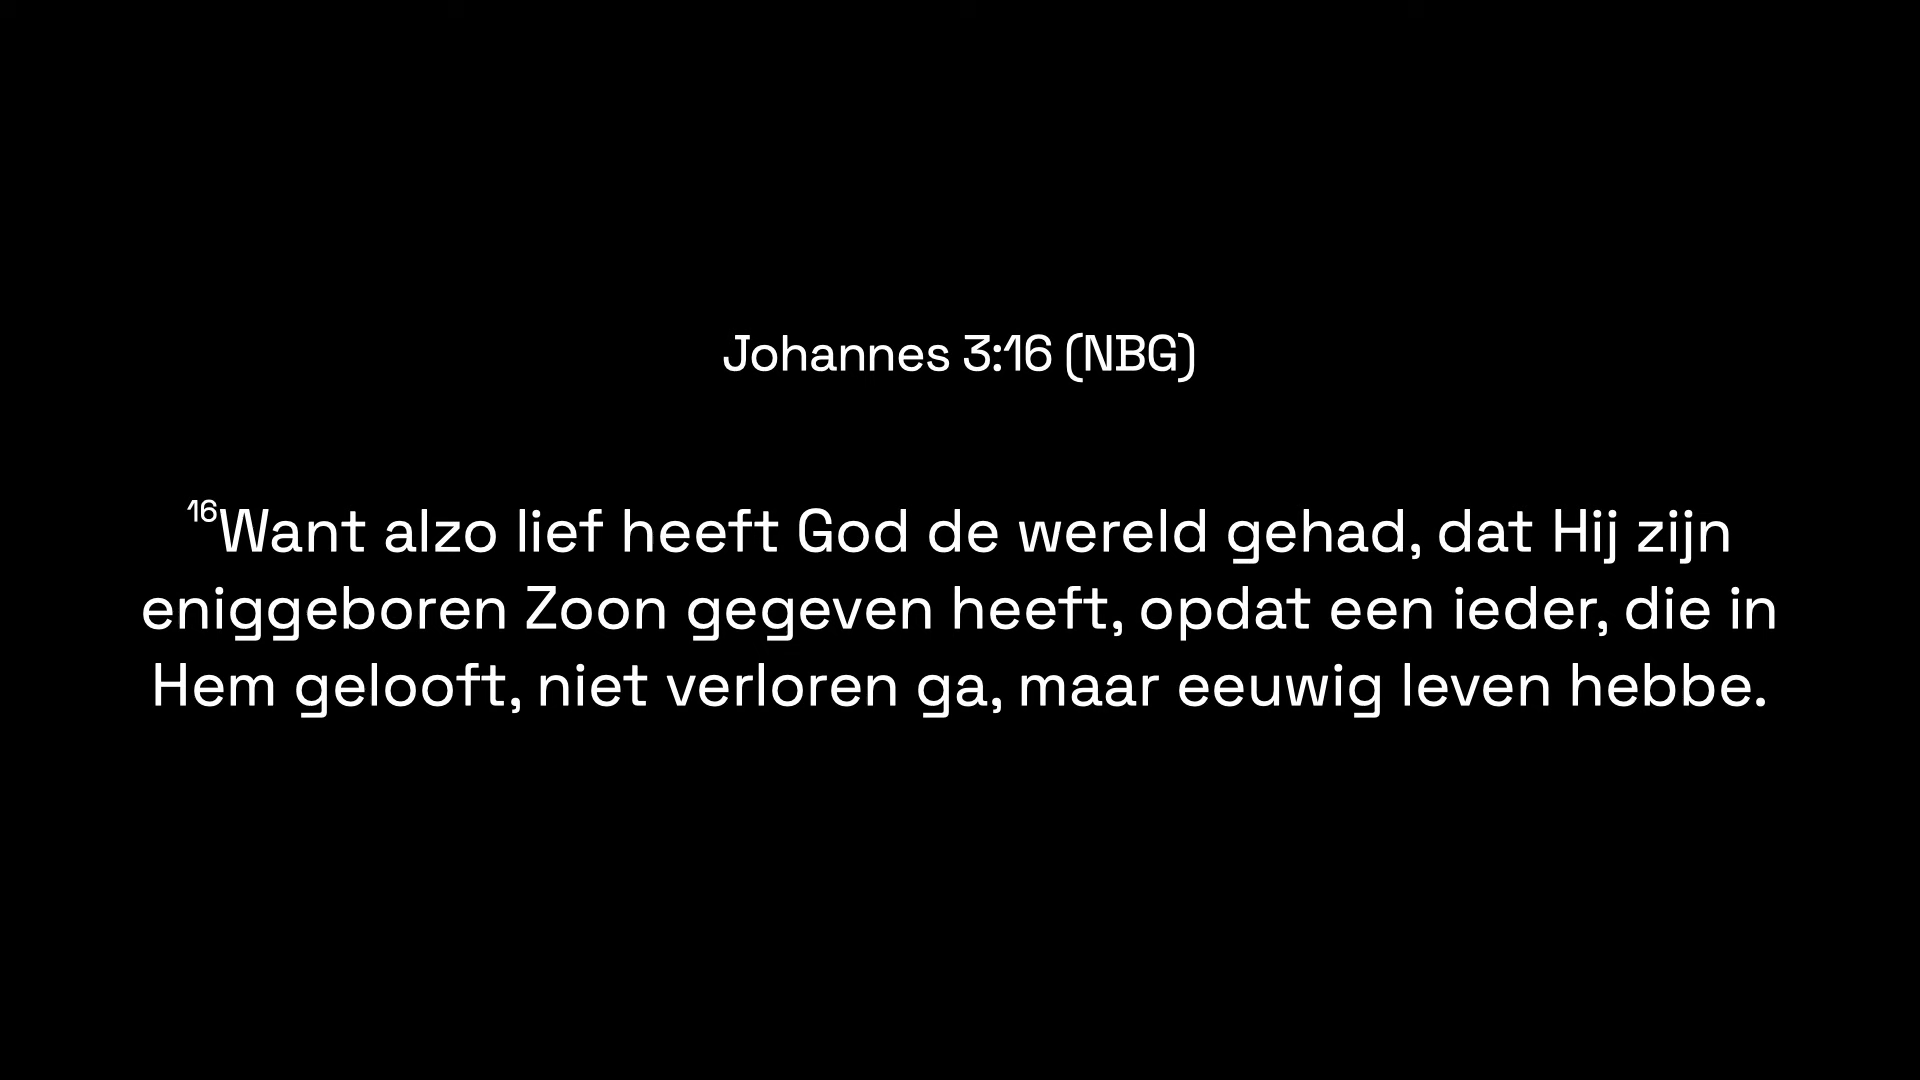 Johannes 3:16 (NBG)
¹⁶Want alzo lief heeft God de wereld gehad, dat Hij zijn
eniggeboren Zoon gegeven heeft, opdat een ieder, die in
Hem gelooft, niet verloren ga, maar eeuwig leven hebbe.